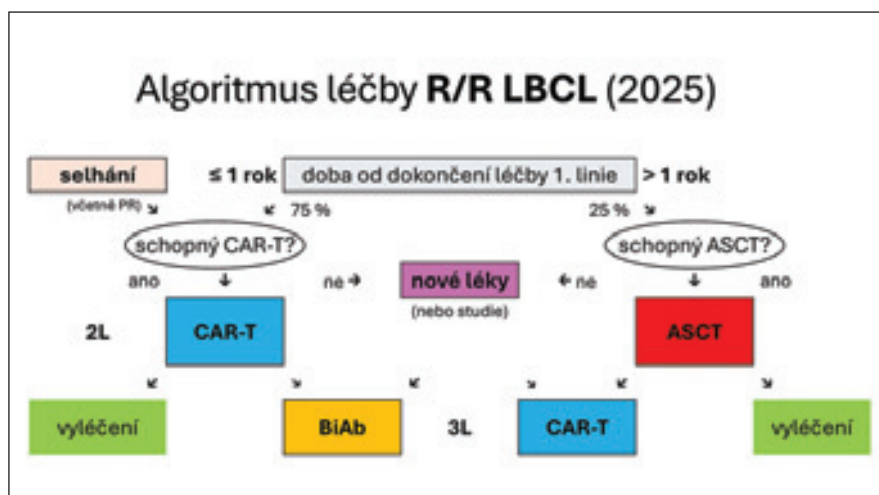 Algoritmus léčby R/R LBCL (2025)
selhání ≤ 1 rok doba od dokončení léčby 1. linie > 1 rok
(včetně PR) 75 % 25 %
schopný CAR-T? schopný ASCT?
ano ne nové léky ne ano
(nebo studie)
2L CAR-T ASCT
vyléčení BiAb 3L CAR-T vyléčení